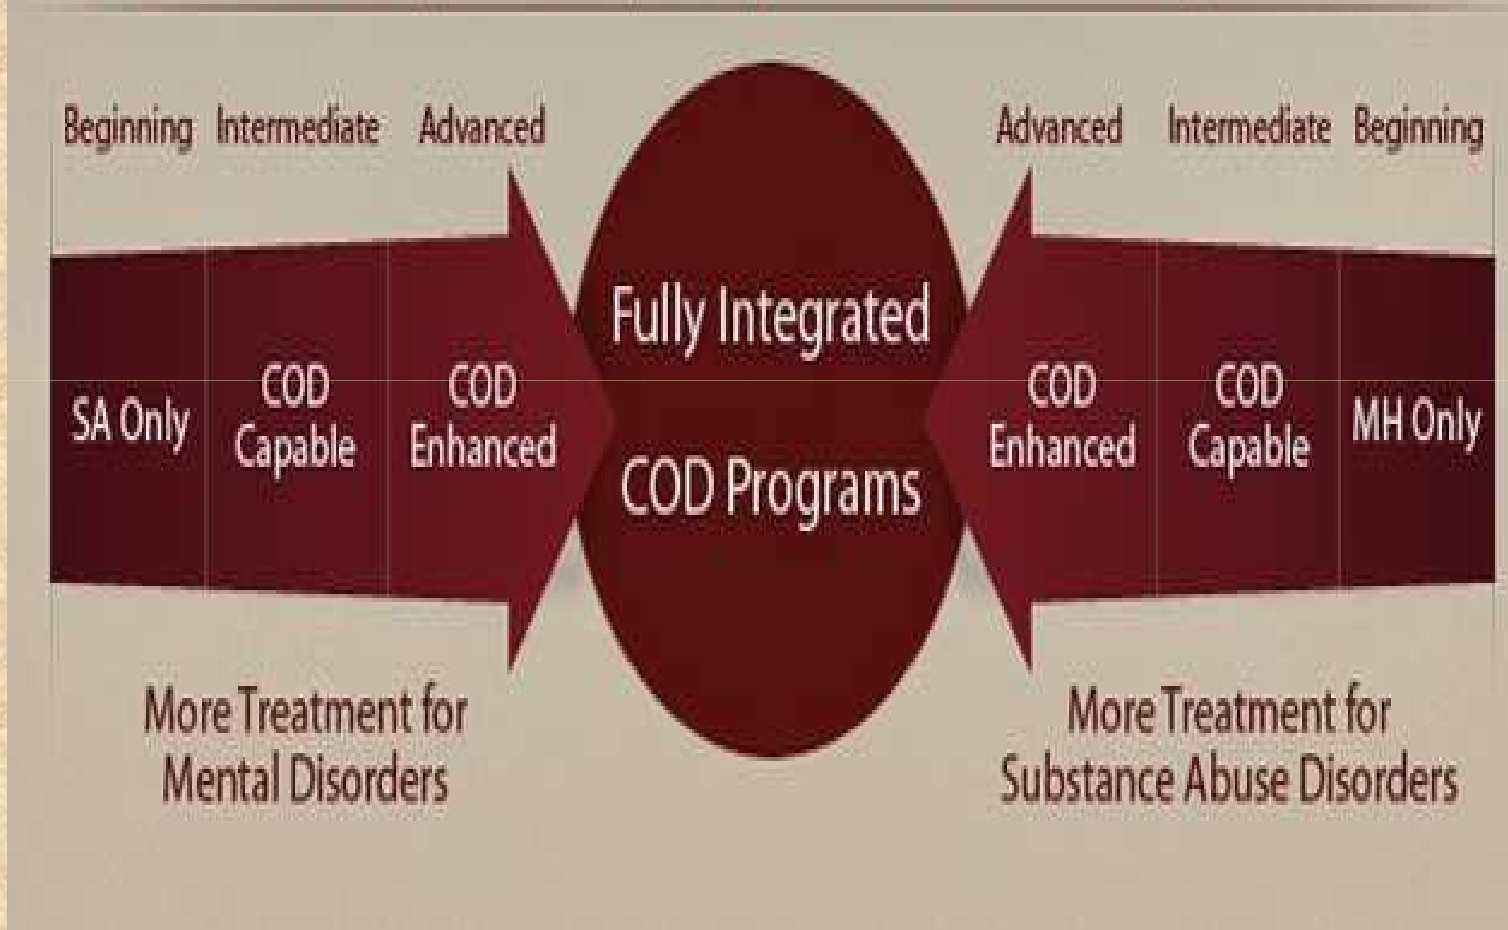 Beginning Intermediate Advanced
Advanced Intermediate Beginning
SA Only
COD
Capable
COD
Enhanced
Fully Integrated
COD Programs
COD
Enhanced
COD
Capable
MH Only
More Treatment for
Mental Disorders
More Treatment for
Substance Abuse Disorders